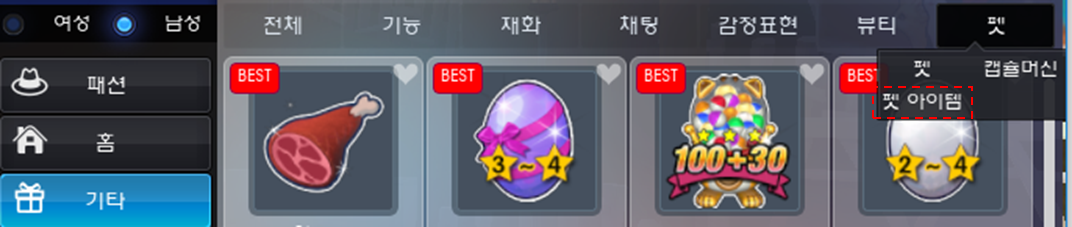 여성 남성
전체 기능 재화 채팅 감정표현 뷰티 펫
펫 캡슐머신
펫 아이템
패션
홈
기타
BEST
BEST
3~4
BEST
100+30
BEST
2~4